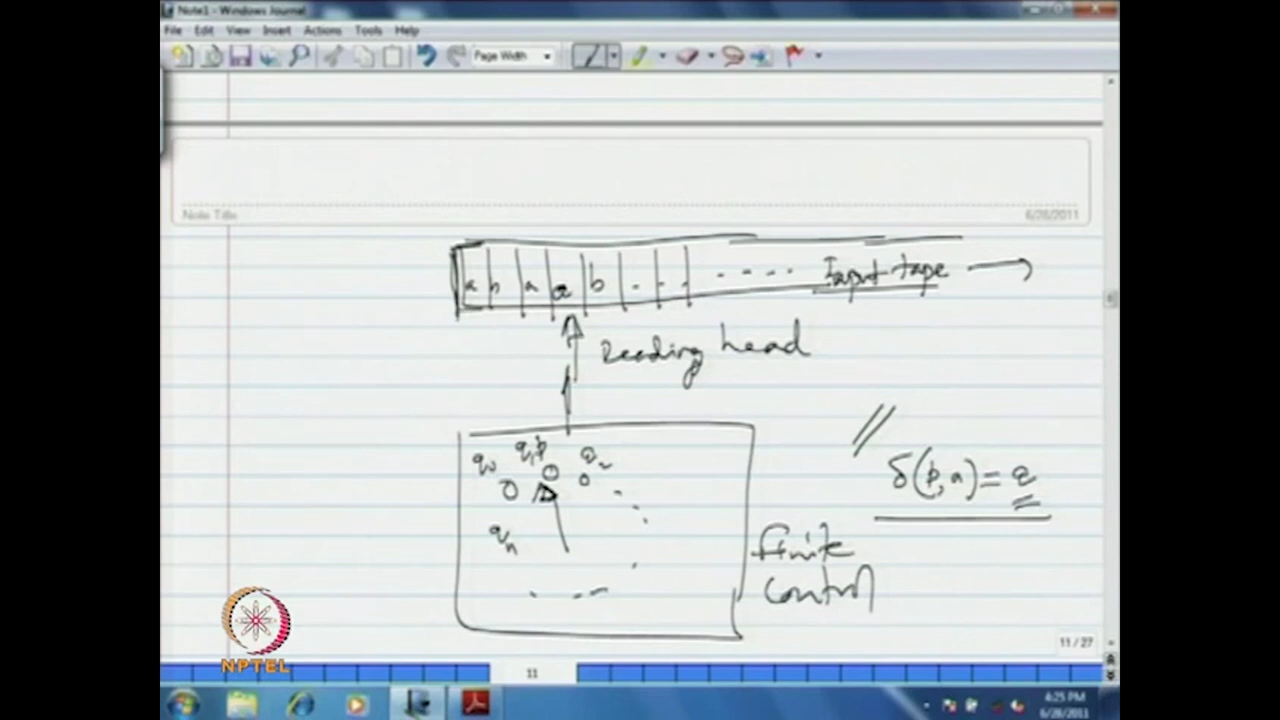 Note1 - Windows Journal
File Edit View Insert Actions Tools Help
Page Width
Note Title
6/28/2011
a b a a b . . . . . . . Input tape
Reading head
q0 q1 p q2
qn
δ(p, a) = q
finite
control
11 / 27
NPTEL
11
4:25 PM
6/28/2011